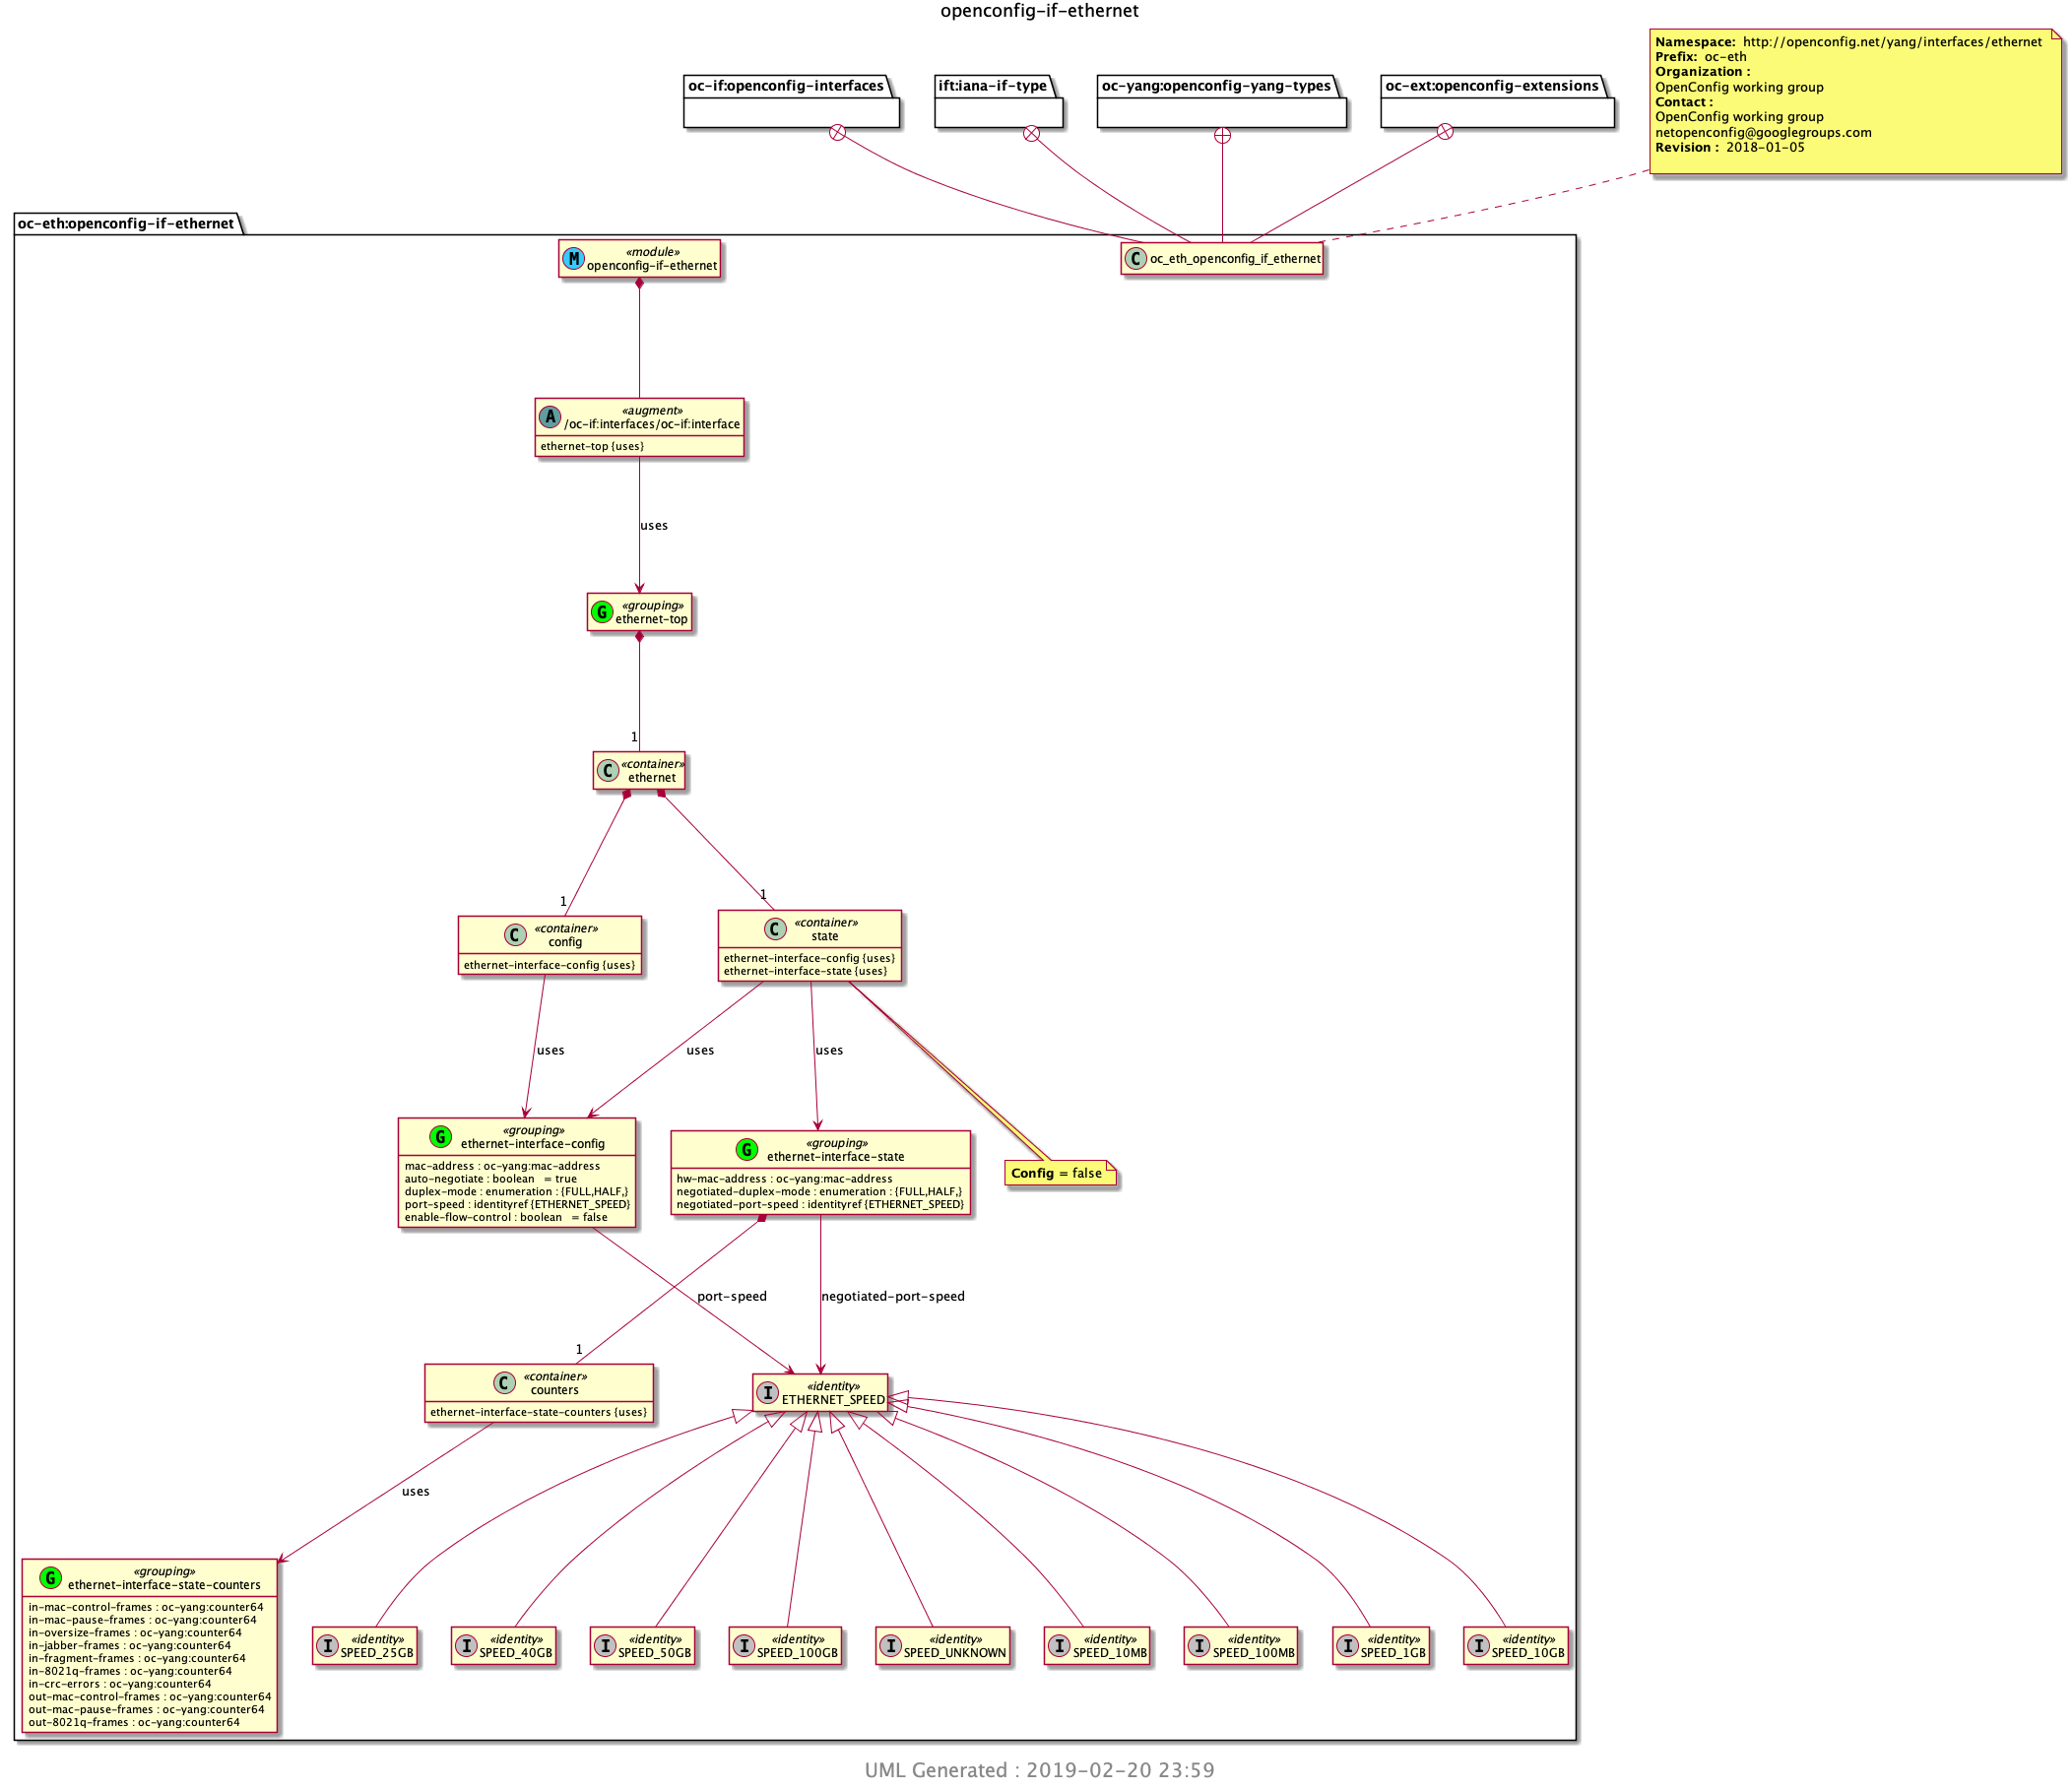 openconfig-if-ethernet
Namespace: http://openconfig.net/yang/interfaces/ethernet
Prefix: oc-eth
Organization :
OpenConfig working group
Contact :
OpenConfig working group
netopenconfig@googlegroups.com
Revision : 2018-01-05
oc-if:openconfig-interfaces
ift:iana-if-type
oc-yang:openconfig-yang-types
oc-ext:openconfig-extensions
oc-eth:openconfig-if-ethernet
M «module»
openconfig-if-ethernet
C oc_eth_openconfig_if_ethernet
A «augment»
/oc-if:interfaces/oc-if:interface
ethernet-top {uses}
uses
G «grouping»
ethernet-top
1
C «container»
ethernet
1
1
C «container»
config
ethernet-interface-config {uses}
C «container»
state
ethernet-interface-config {uses}
ethernet-interface-state {uses}
uses
uses
uses
G «grouping»
ethernet-interface-config
mac-address : oc-yang:mac-address
auto-negotiate : boolean = true
duplex-mode : enumeration : {FULL,HALF,}
port-speed : identityref {ETHERNET_SPEED}
enable-flow-control : boolean = false
G «grouping»
ethernet-interface-state
hw-mac-address : oc-yang:mac-address
negotiated-duplex-mode : enumeration : {FULL,HALF,}
negotiated-port-speed : identityref {ETHERNET_SPEED}
Config = false
port-speed
negotiated-port-speed
1
C «container»
counters
ethernet-interface-state-counters {uses}
I «identity»
ETHERNET_SPEED
uses
G «grouping»
ethernet-interface-state-counters
in-mac-control-frames : oc-yang:counter64
in-mac-pause-frames : oc-yang:counter64
in-oversize-frames : oc-yang:counter64
in-jabber-frames : oc-yang:counter64
in-fragment-frames : oc-yang:counter64
in-8021q-frames : oc-yang:counter64
in-crc-errors : oc-yang:counter64
out-mac-control-frames : oc-yang:counter64
out-mac-pause-frames : oc-yang:counter64
out-8021q-frames : oc-yang:counter64
I «identity»
SPEED_25GB
I «identity»
SPEED_40GB
I «identity»
SPEED_50GB
I «identity»
SPEED_100GB
I «identity»
SPEED_UNKNOWN
I «identity»
SPEED_10MB
I «identity»
SPEED_100MB
I «identity»
SPEED_1GB
I «identity»
SPEED_10GB
UML Generated : 2019-02-20 23:59